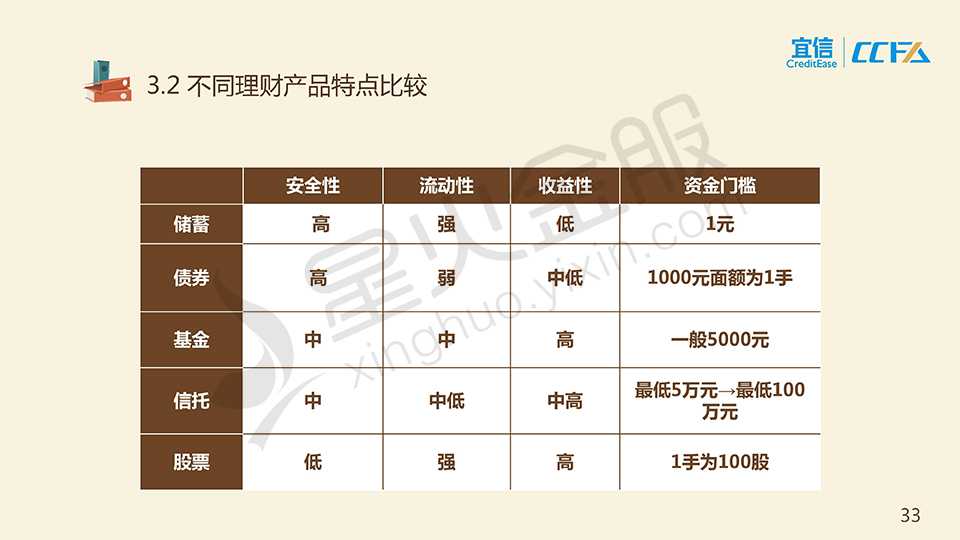 宜信
CreditEase
CCFA
3.2 不同理财产品特点比较
安全性 流动性 收益性 资金门槛
储蓄 高 强 低 1元
债券 高 弱 中低 1000元面额为1手
基金 中 中 高 一般5000元
信托 中 中低 中高 最低5万元→最低100
万元
股票 低 强 高 1手为100股
星火金服
xinghuo.yixin.com
33